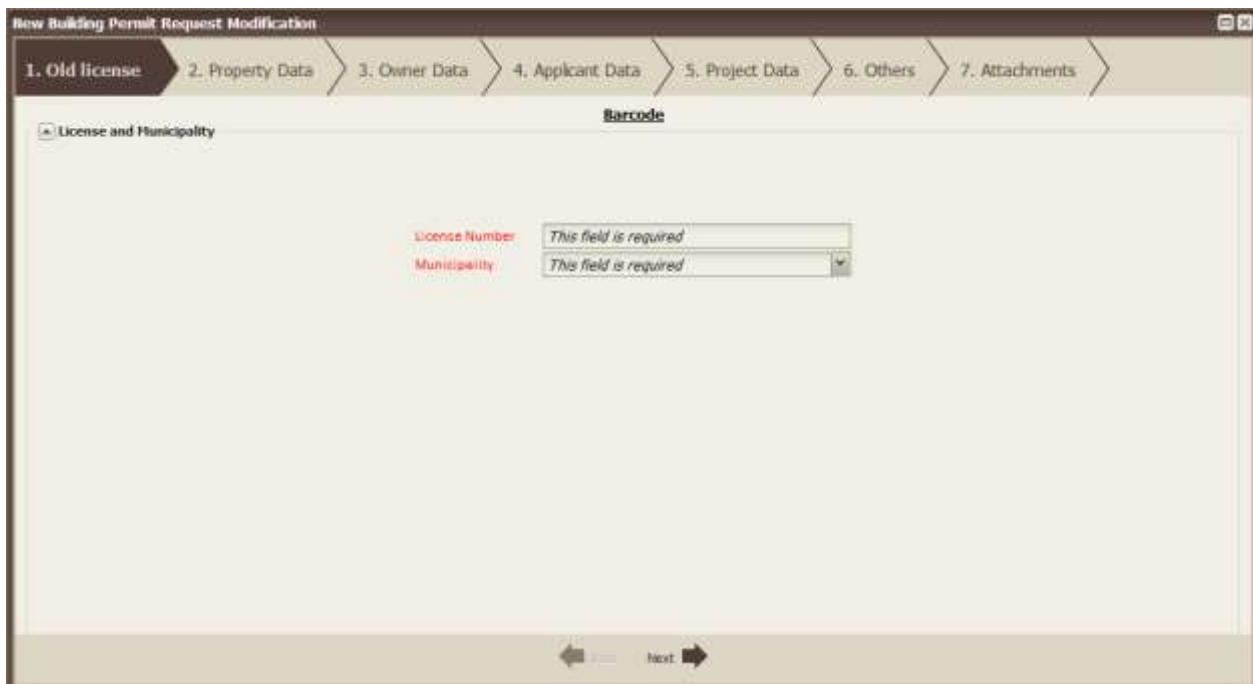 New Building Permit Request Modification
1. Old license 2. Property Data 3. Owner Data 4. Applicant Data 5. Project Data 6. Others 7. Attachments
Barcode
License and Municipality
License Number This field is required
Municipality This field is required
Next